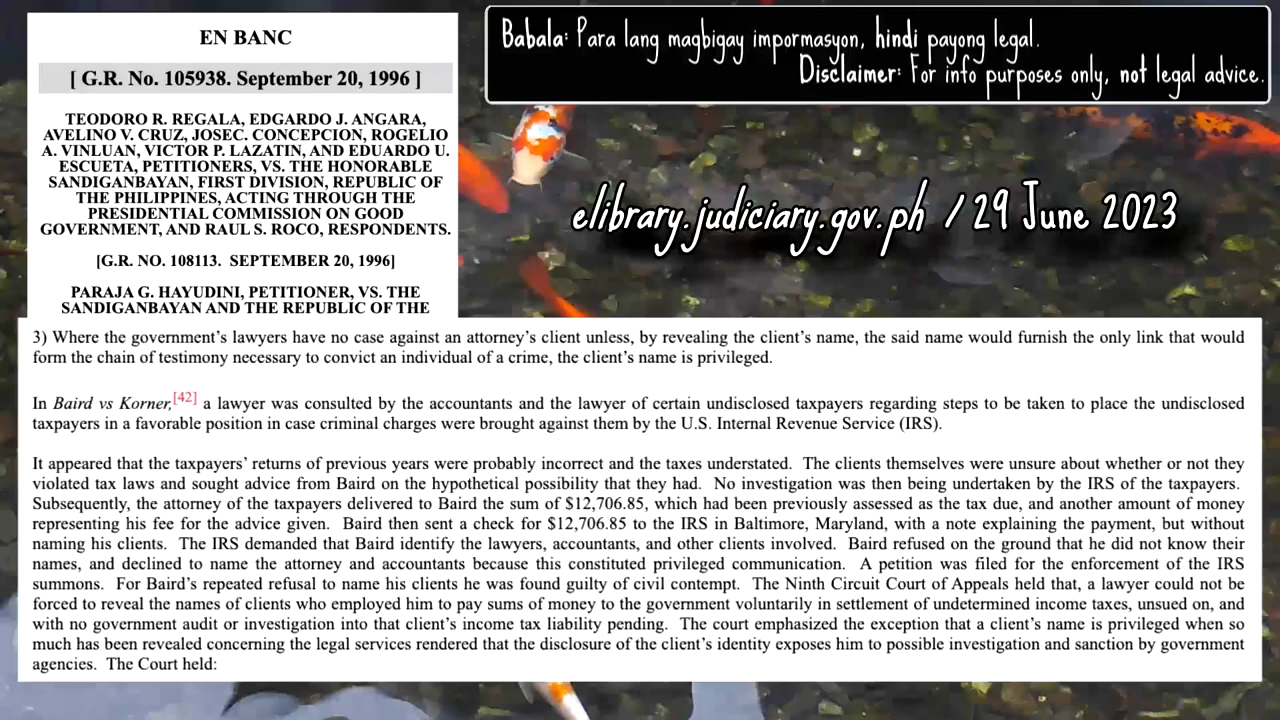 EN BANC
[ G.R. No. 105938. September 20, 1996 ]
TEODORO R. REGALA, EDGARDO J. ANGARA,
AVELINO V. CRUZ, JOSEC. CONCEPCION, ROGELIO
A. VINLUAN, VICTOR P. LAZATIN, AND EDUARDO U.
ESCUETA, PETITIONERS, VS. THE HONORABLE
SANDIGANBAYAN, FIRST DIVISION, REPUBLIC OF
THE PHILIPPINES, ACTING THROUGH THE
PRESIDENTIAL COMMISSION ON GOOD
GOVERNMENT, AND RAUL S. ROCO, RESPONDENTS.
[G.R. NO. 108113. SEPTEMBER 20, 1996]
PARAJA G. HAYUDINI, PETITIONER, VS. THE
SANDIGANBAYAN AND THE REPUBLIC OF THE
Babala: Para lang magbigay impormasyon, hindi payong legal.
Disclaimer: For info purposes only, not legal advice.
elibrary.judiciary.gov.ph / 29 June 2023
3) Where the government's lawyers have no case against an attorney's client unless, by revealing the client's name, the said name would furnish the only link that would
form the chain of testimony necessary to convict an individual of a crime, the client's name is privileged.
In Baird vs Korner,[42] a lawyer was consulted by the accountants and the lawyer of certain undisclosed taxpayers regarding steps to be taken to place the undisclosed
taxpayers in a favorable position in case criminal charges were brought against them by the U.S. Internal Revenue Service (IRS).
It appeared that the taxpayers' returns of previous years were probably incorrect and the taxes understated. The clients themselves were unsure about whether or not they
violated tax laws and sought advice from Baird on the hypothetical possibility that they had. No investigation was then being undertaken by the IRS of the taxpayers.
Subsequently, the attorney of the taxpayers delivered to Baird the sum of $12,706.85, which had been previously assessed as the tax due, and another amount of money
representing his fee for the advice given. Baird then sent a check for $12,706.85 to the IRS in Baltimore, Maryland, with a note explaining the payment, but without
naming his clients. The IRS demanded that Baird identify the lawyers, accountants, and other clients involved. Baird refused on the ground that he did not know their
names, and declined to name the attorney and accountants because this constituted privileged communication. A petition was filed for the enforcement of the IRS
summons. For Baird's repeated refusal to name his clients he was found guilty of civil contempt. The Ninth Circuit Court of Appeals held that, a lawyer could not be
forced to reveal the names of clients who employed him to pay sums of money to the government voluntarily in settlement of undetermined income taxes, unsued on, and
with no government audit or investigation into that client's income tax liability pending. The court emphasized the exception that a client's name is privileged when so
much has been revealed concerning the legal services rendered that the disclosure of the client's identity exposes him to possible investigation and sanction by government
agencies. The Court held: